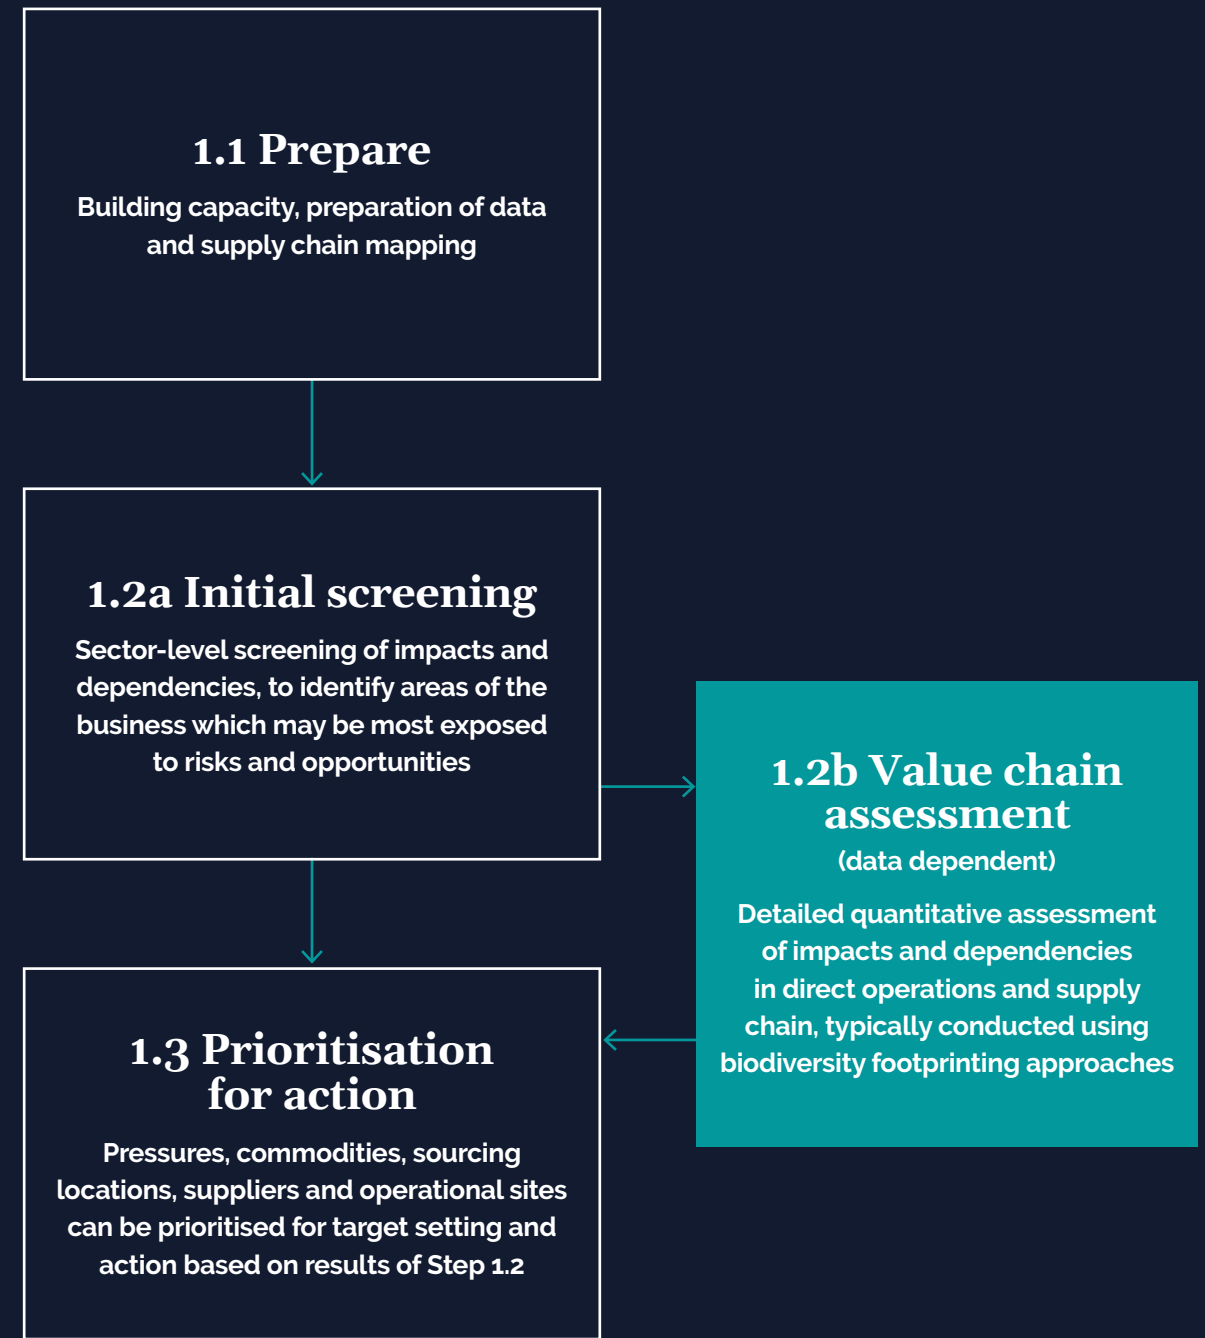 1.1 Prepare
Building capacity, preparation of data
and supply chain mapping
1.2a Initial screening
Sector-level screening of impacts and
dependencies, to identify areas of the
business which may be most exposed
to risks and opportunities
1.2b Value chain
assessment
(data dependent)
Detailed quantitative assessment
of impacts and dependencies
in direct operations and supply
chain, typically conducted using
biodiversity footprinting approaches
1.3 Prioritisation
for action
Pressures, commodities, sourcing
locations, suppliers and operational sites
can be prioritised for target setting and
action based on results of Step 1.2